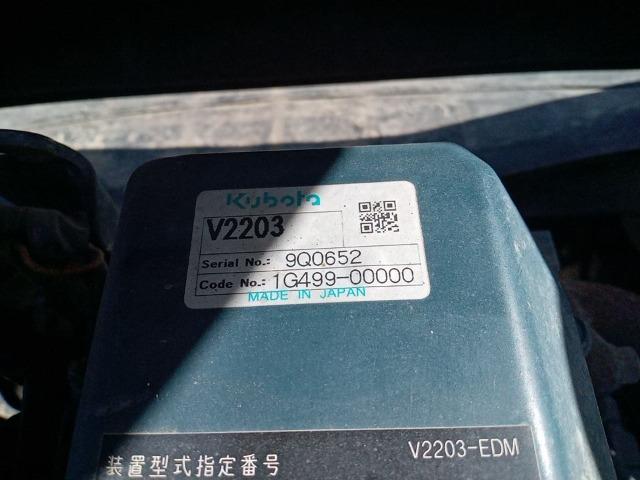 Kubota
V2203
Serial No.: 9Q0652
Code No.: 1G499-00000
MADE IN JAPAN
V2203-EDM
装置型式指定番号